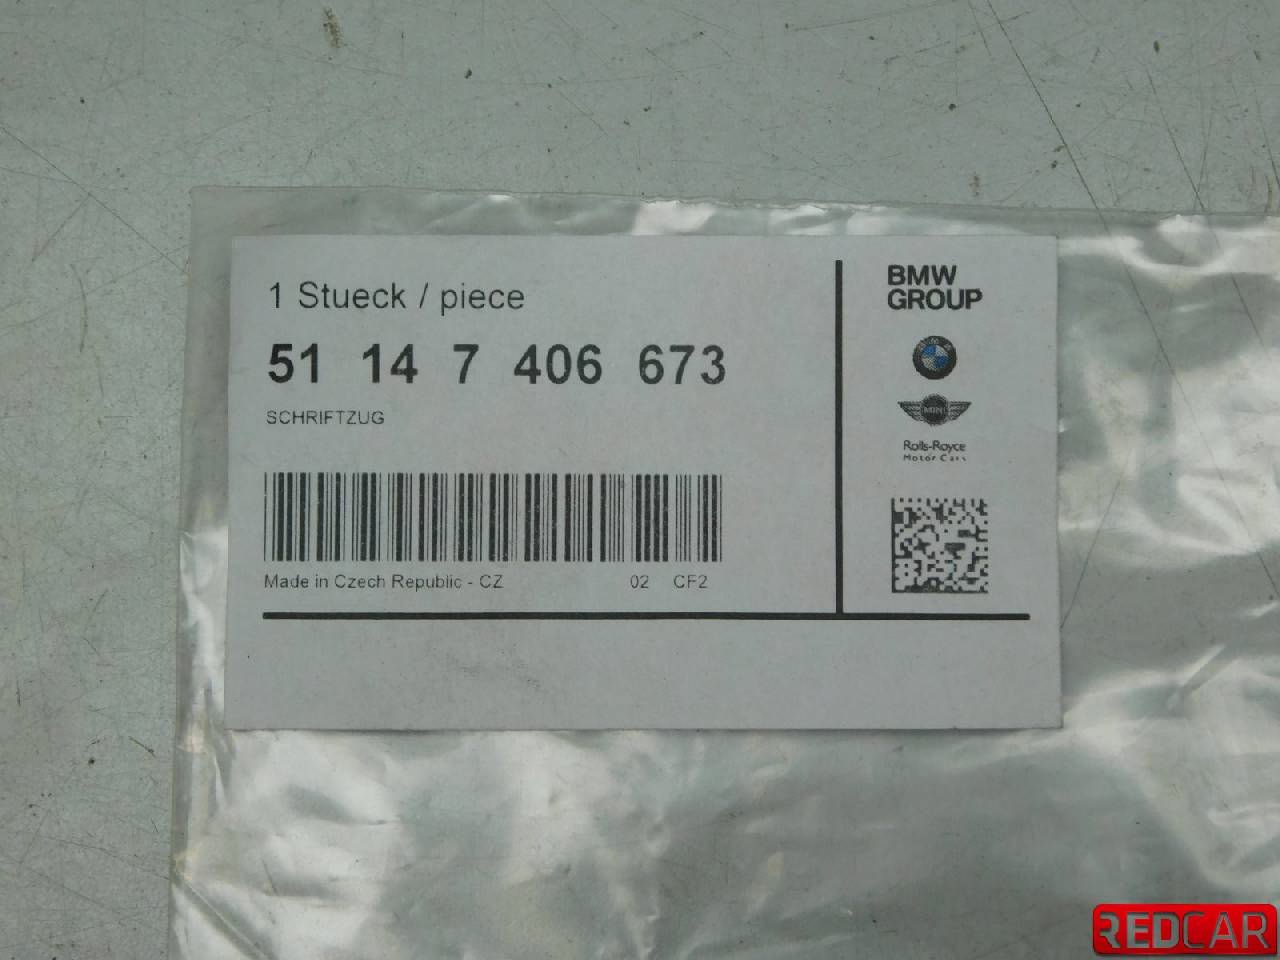 1 Stueck / piece
51 14 7 406 673
SCHRIFTZUG
Made in Czech Republic - CZ 02 CF2
BMW
GROUP
MINI
Rolls-Royce
Motor Cars
REDCAR